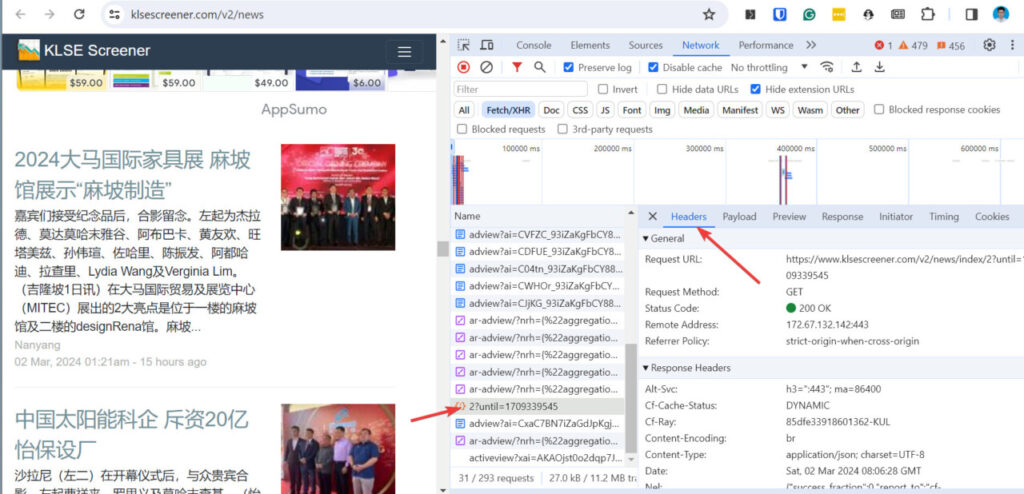 klsescreener.com/v2/news
KLSE Screener
$59.00
$49.00
$6.00
AppSumo
2024大马国际家具展 麻坡
馆展示“麻坡制造”
嘉宾们接受纪念品后，合影留念。左起为杰拉
德、莫达莫哈末雅谷、阿布巴卡、黄友欢、旺
塔美兹、孙伟瑄、佐哈里、陈振发、阿都哈
迪、拉查里、Lydia Wang及Verginia Lim。
（吉隆坡1日讯）在大马国际贸易及展览中心
（MITEC）展出的2大亮点是位于一楼的麻坡
馆及二楼的designRena馆。麻坡...
Nanyang
02 Mar, 2024 01:21am - 15 hours ago
中国太阳能科企 斥资20亿
怡保设厂
沙拉尼（左二）在开幕仪式后，与众贵宾合
Console Elements Sources Network Performance 1 479 456
Preserve log Disable cache No throttling
Filter Invert Hide data URLs Hide extension URLs
All Fetch/XHR Doc CSS JS Font Img Media Manifest WS Wasm Other Blocked response cookies
Blocked requests 3rd-party requests
100000 ms 200000 ms 300000 ms 400000 ms 500000 ms 600000 ms
Name
adview?ai=CVFZC_93iZaKgFbCY8...
adview?ai=CDFUE_93iZaKgFbCY8...
adview?ai=C04tn_93iZaKgFbCY88...
adview?ai=CWHOr_93iZaKgFbCY8...
adview?ai=CJjKG_93iZaKgFbCY88...
ar-adview/?nrh={%22aggregatio...
ar-adview/?nrh={%22aggregatio...
ar-adview/?nrh={%22aggregatio...
ar-adview/?nrh={%22aggregatio...
ar-adview/?nrh={%22aggregatio...
2?until=1709339545
adview?ai=CxaC7BN7iZaGdJpKgj...
ar-adview/?nrh={%22aggregatio...
activeview?xai=AKAOjst0o2dqp7J...
31 / 293 requests 27.0 kB / 11.2 MB tra
Headers Payload Preview Response Initiator Timing Cookies
General
Request URL: https://www.klsescreener.com/v2/news/index/2?until=1
09339545
Request Method: GET
Status Code: 200 OK
Remote Address: 172.67.132.142:443
Referrer Policy: strict-origin-when-cross-origin
Response Headers
Alt-Svc: h3=":443"; ma=86400
Cf-Cache-Status: DYNAMIC
Cf-Ray: 85dfe33918601362-KUL
Content-Encoding: br
Content-Type: application/json; charset=UTF-8
Date: Sat, 02 Mar 2024 08:06:28 GMT
Nel: {"success_fraction":0,"report_to":"cf-